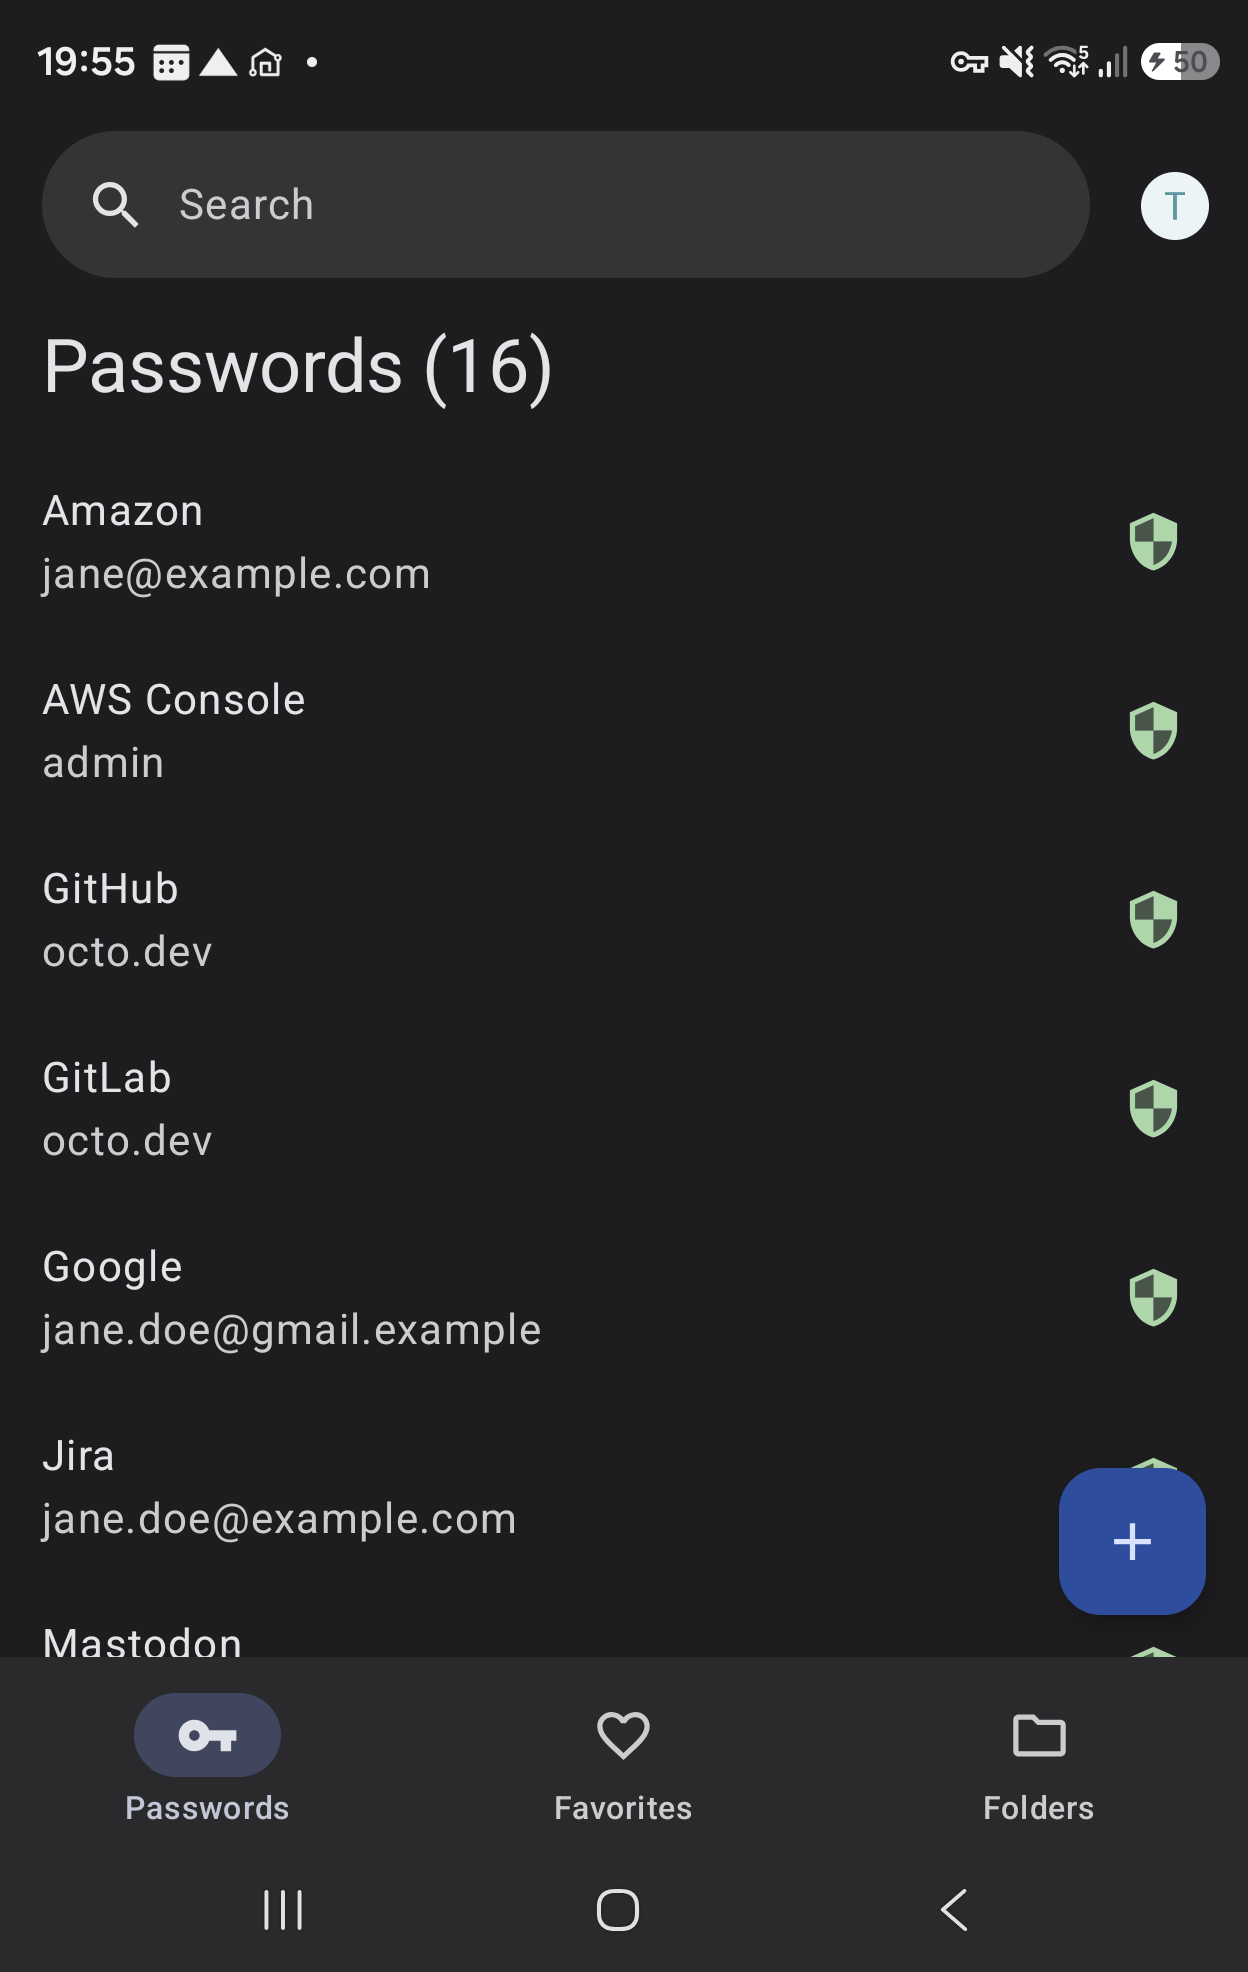 19:55
5
50
Search
T
Passwords (16)
Amazon
jane@example.com
AWS Console
admin
GitHub
octo.dev
GitLab
octo.dev
Google
jane.doe@gmail.example
Jira
jane.doe@example.com
Mastodon
Passwords
Favorites
Folders